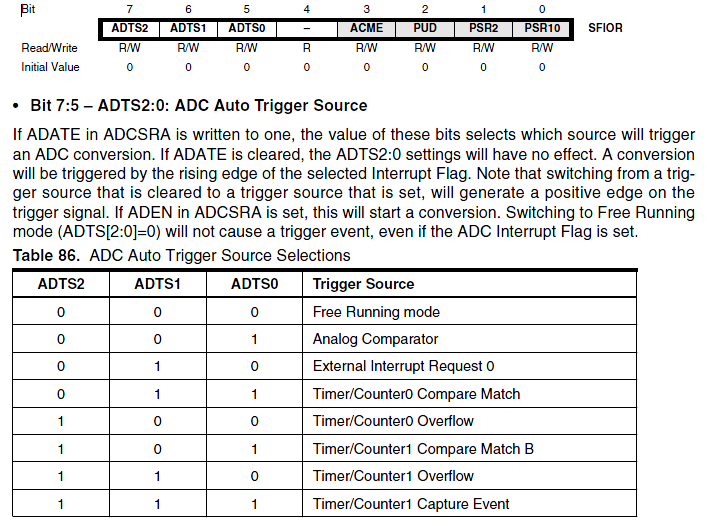 Bit 7 6 5 4 3 2 1 0
ADTS2 ADTS1 ADTS0 – ACME PUD PSR2 PSR10 SFIOR
Read/Write R/W R/W R/W R R/W R/W R/W R/W
Initial Value 0 0 0 0 0 0 0 0
• Bit 7:5 – ADTS2:0: ADC Auto Trigger Source
If ADATE in ADCSRA is written to one, the value of these bits selects which source will trigger
an ADC conversion. If ADATE is cleared, the ADTS2:0 settings will have no effect. A conversion
will be triggered by the rising edge of the selected Interrupt Flag. Note that switching from a trig-
ger source that is cleared to a trigger source that is set, will generate a positive edge on the
trigger signal. If ADEN in ADCSRA is set, this will start a conversion. Switching to Free Running
mode (ADTS[2:0]=0) will not cause a trigger event, even if the ADC Interrupt Flag is set.
Table 86. ADC Auto Trigger Source Selections
ADTS2 ADTS1 ADTS0 Trigger Source
0 0 0 Free Running mode
0 0 1 Analog Comparator
0 1 0 External Interrupt Request 0
0 1 1 Timer/Counter0 Compare Match
1 0 0 Timer/Counter0 Overflow
1 0 1 Timer/Counter1 Compare Match B
1 1 0 Timer/Counter1 Overflow
1 1 1 Timer/Counter1 Capture Event